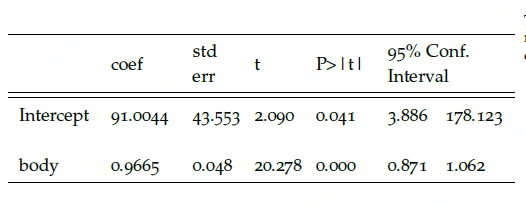 coef std err t P>|t| 95% Conf. Interval
Intercept 91.0044 43.553 2.090 0.041 3.886 178.123
body 0.9665 0.048 20.278 0.000 0.871 1.062